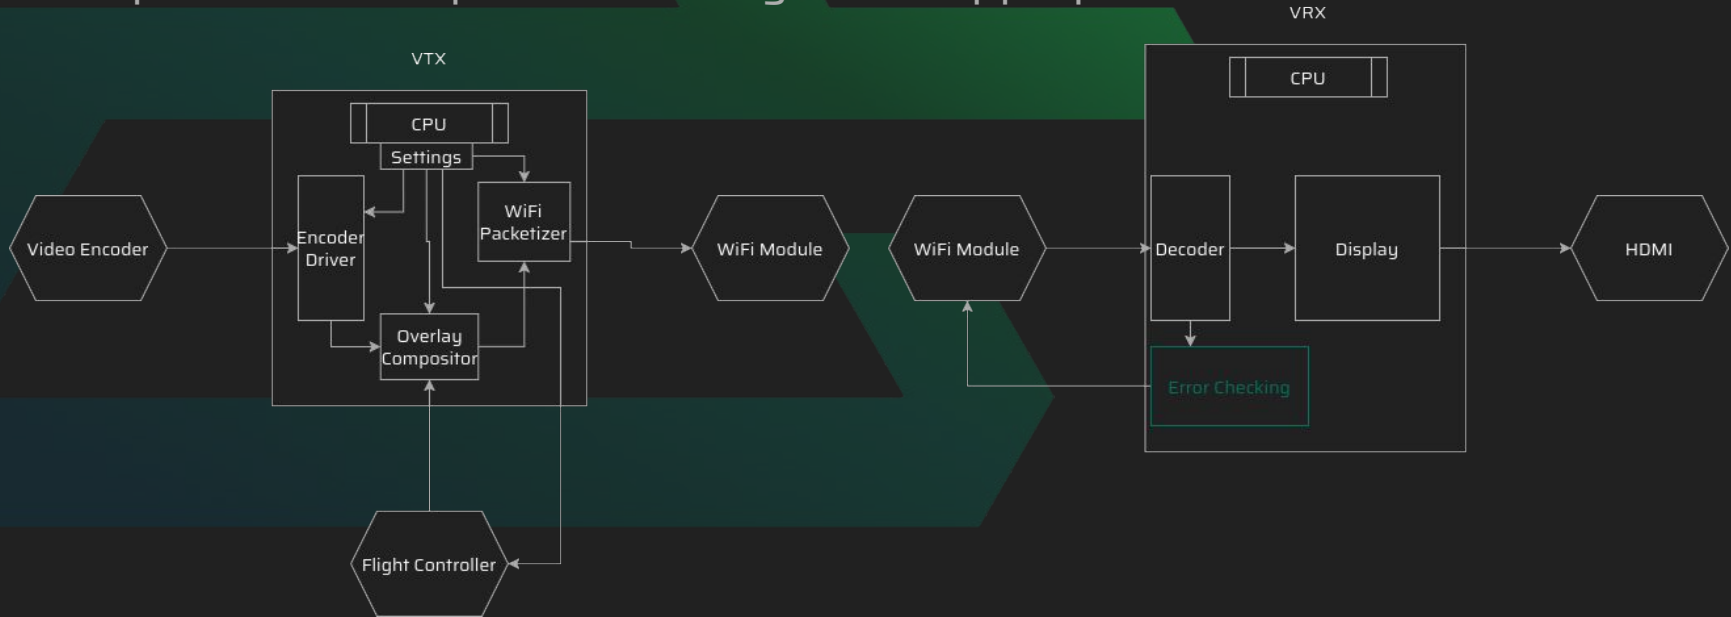 VRX
VTX
CPU
CPU
Settings
WiFi
Packetizer
Video Encoder
Encoder
Driver
WiFi Module
WiFi Module
Decoder
Display
HDMI
Overlay
Compositor
Error Checking
Flight Controller